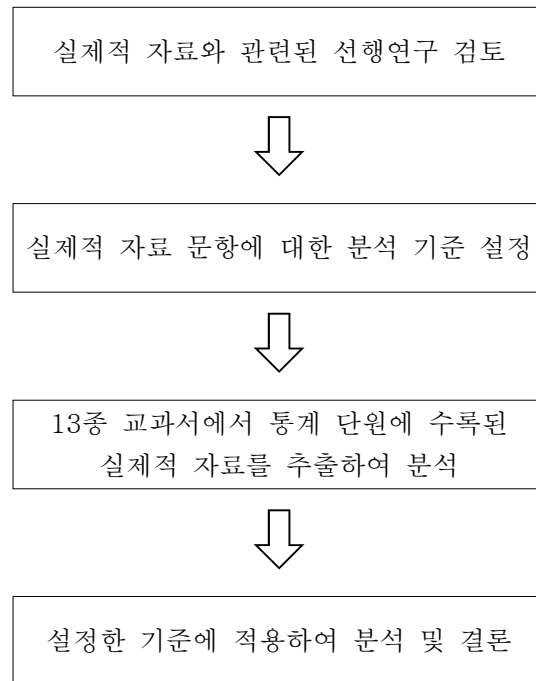 실제적 자료와 관련된 선행연구 검토
실제적 자료 문항에 대한 분석 기준 설정
13종 교과서에서 통계 단원에 수록된
실제적 자료를 추출하여 분석
설정한 기준에 적용하여 분석 및 결론